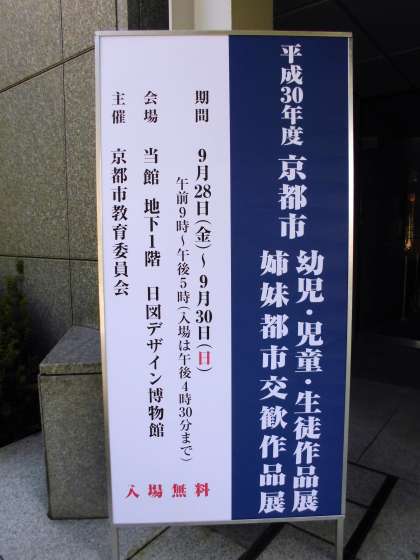 平成30年度 京都市 幼児・児童・生徒作品展
姉妹都市交歓作品展
期間 9月28日(金)〜9月30日(日)
午前9時〜午後5時(入場は午後4時30分まで)
会場 当館 地下1階 日図デザイン博物館
主催 京都市教育委員会
入場無料